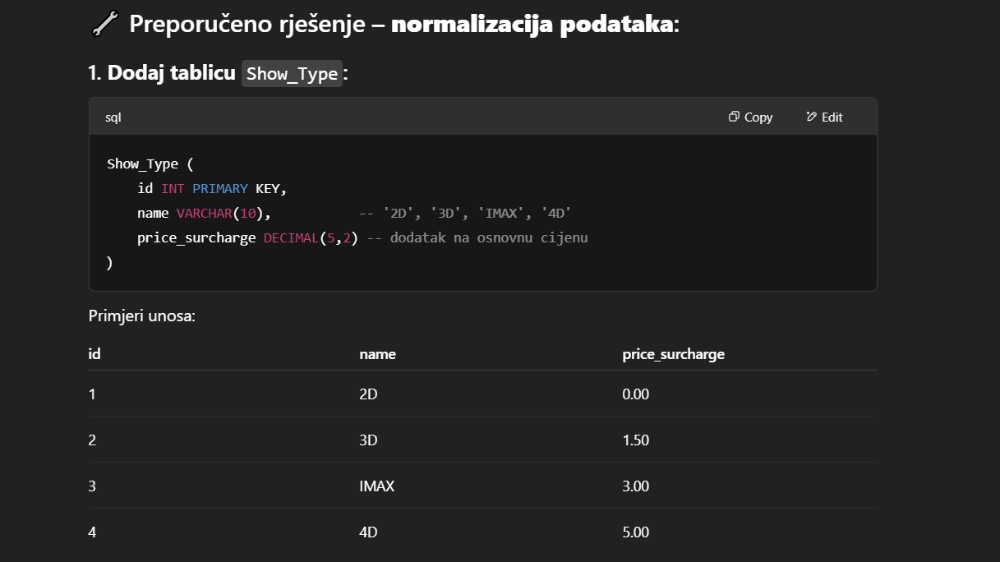 Preporučeno rješenje – normalizacija podataka:
1. Dodaj tablicu Show_Type:
sql Copy Edit
Show_Type (
    id INT PRIMARY KEY,
    name VARCHAR(10),           -- '2D', '3D', 'IMAX', '4D'
    price_surcharge DECIMAL(5,2) -- dodatak na osnovnu cijenu
)
Primjeri unosa:
id name price_surcharge
1 2D 0.00
2 3D 1.50
3 IMAX 3.00
4 4D 5.00